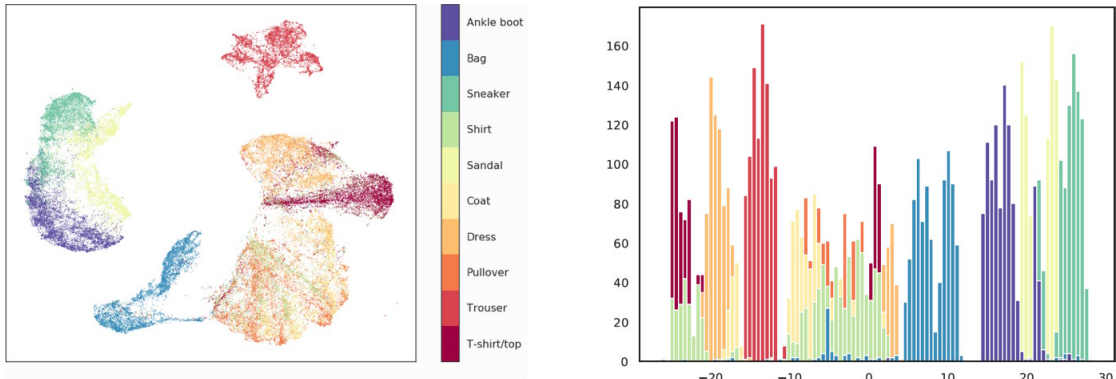 Ankle boot
Bag
Sneaker
Shirt
Sandal
Coat
Dress
Pullover
Trouser
T-shirt/top
160
140
120
100
80
60
40
20
0
−20
−10
0
10
20
30